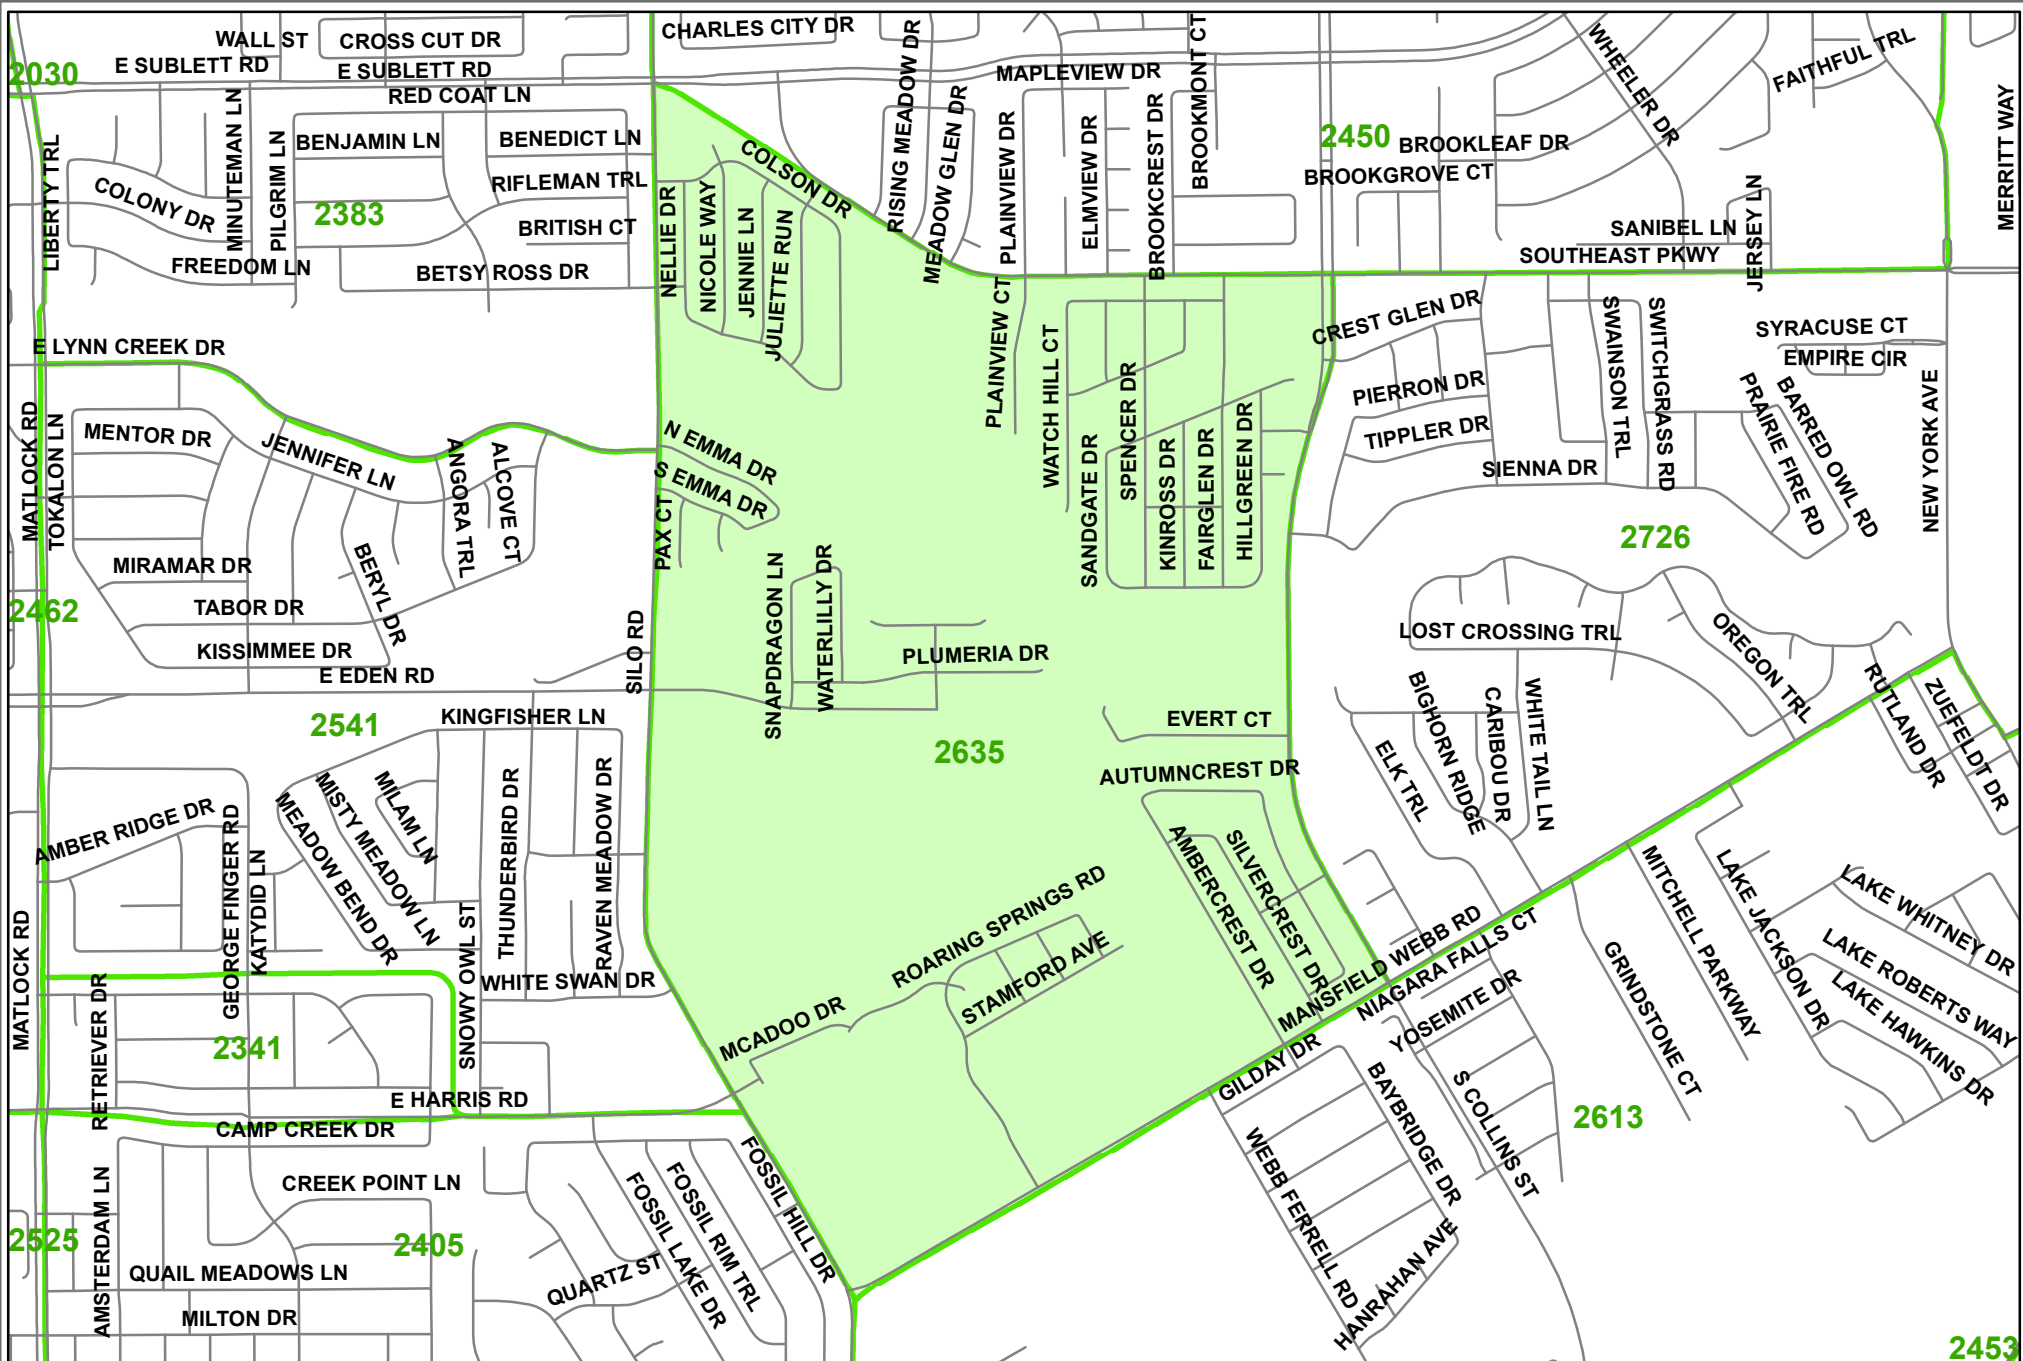 WALL ST
CROSS CUT DR
CHARLES CITY DR
E SUBLETT RD
E SUBLETT RD
2030
RED COAT LN
MAPLEVIEW DR
BROOKMONT CT
WHEELER DR
FAITHFUL TRL
MERRITT WAY
LIBERTY TRL
MINUTEMAN LN
PILGRIM LN
BENJAMIN LN
BENEDICT LN
RISING MEADOW DR
MEADOW GLEN DR
PLAINVIEW DR
ELMVIEW DR
BROOKCREST DR
2450
BROOKLEAF DR
BROOKGROVE CT
COLONY DR
2383
RIFLEMAN TRL
BRITISH CT
COLSON DR
NELLIE DR
NICOLE WAY
JENNIE LN
JULIETTE RUN
SANIBEL LN
JERSEY LN
SOUTHEAST PKWY
FREEDOM LN
BETSY ROSS DR
PLAINVIEW CT
WATCH HILL CT
CREST GLEN DR
SWAINSON TRL
SWITCHGRASS RD
SYRACUSE CT
EMPIRE CIR
E LYNN CREEK DR
MATLOCK RD
TOKALON LN
MENTOR DR
JENNIFER LN
ANGORA TRL
ALCOVE CT
N EMMA DR
S EMMA DR
PAX CT
SANDGATE DR
SPENCER DR
KINROSS DR
FAIRGLEN DR
HILLGREEN DR
PIERRON DR
TIPPLER DR
SIENNA DR
PRAIRIE FIRE RD
BARRED OWL RD
NEW YORK AVE
2726
MIRAMAR DR
BERYL DR
2462
TABOR DR
KISSIMMEE DR
E EDEN RD
SILO RD
SNAPDRAGON LN
WATERLILLY DR
PLUMERIA DR
LOST CROSSING TRL
OREGON TRL
RUTLAND DR
ZUEFELDT DR
2541
KINGFISHER LN
2635
EVERT CT
AUTUMNCREST DR
ELK TRL
BIGHORN RIDGE
CARIBOU DR
WHITE TAIL LN
AMBER RIDGE DR
GEORGE FINGER RD
KATYDID LN
MEADOW BEND DR
MISTY MEADOW LN
MILAM LN
SNOWY OWL ST
THUNDERBIRD DR
RAVEN MEADOW DR
WHITE SWAN DR
AMBERCREST DR
SILVERCREST DR
ROARING SPRINGS RD
STAMFORD AVE
MCADOO DR
MANSFIELD WEBB RD
NIAGARA FALLS CT
YOSEMITE DR
GRINDSTONE CT
MITCHELL PARKWAY
LAKE JACKSON DR
LAKE WHITNEY DR
LAKE ROBERTS WAY
LAKE HAWKINS DR
MATLOCK RD
RETRIEVER DR
2341
E HARRIS RD
CAMP CREEK DR
GILDAY DR
BAYBRIDGE DR
S COLLINS ST
2613
WEBB FERRELL RD
HANRAHAN AVE
AMSTERDAM LN
CREEK POINT LN
2525
2405
QUAIL MEADOWS LN
MILTON DR
QUARTZ ST
FOSSIL LAKE DR
FOSSIL RIM TRL
FOSSIL HILL DR
2453